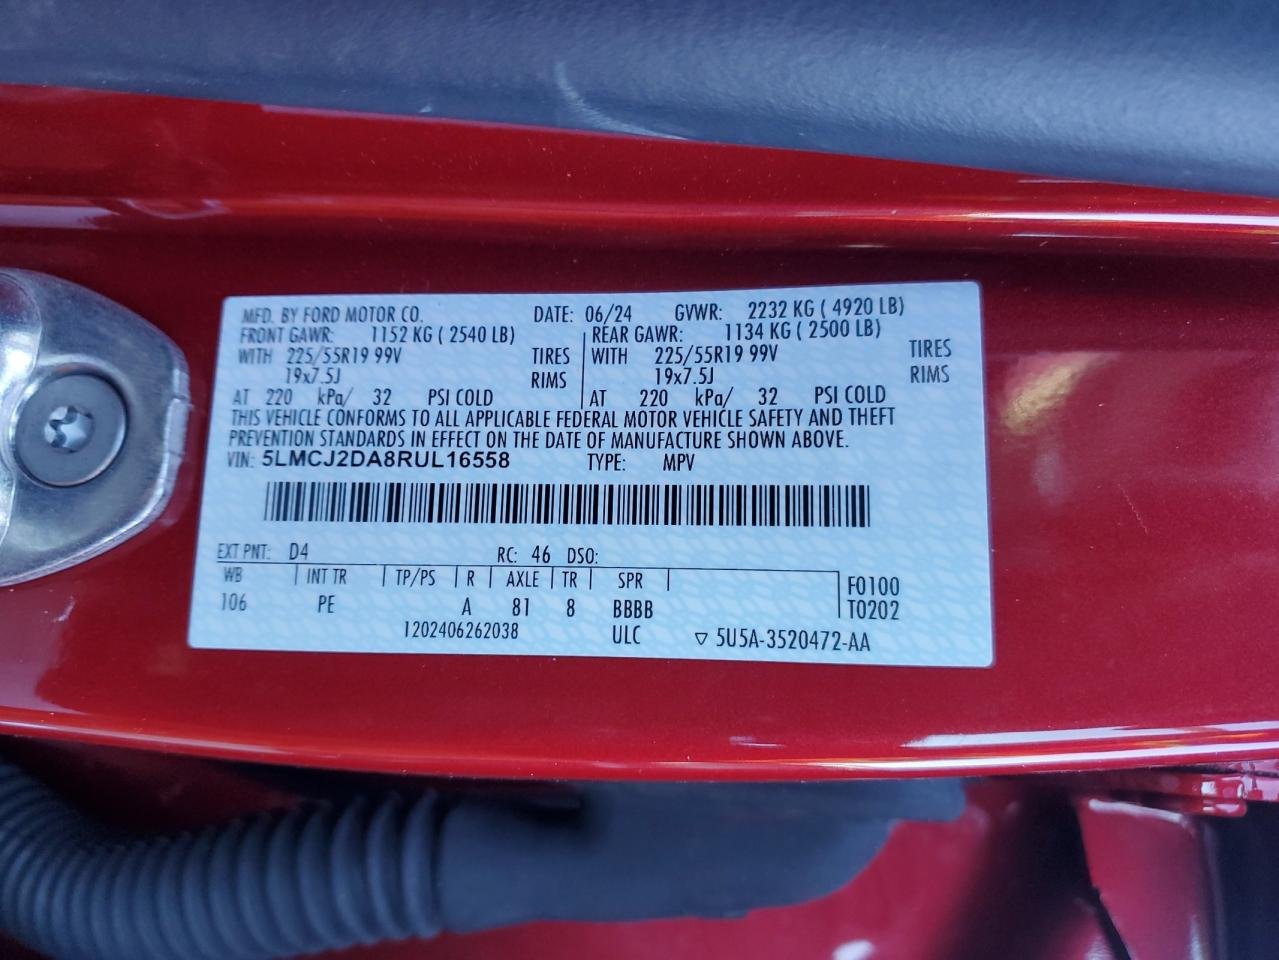 MFD. BY FORD MOTOR CO. DATE: 06/24 GVWR: 2232 KG ( 4920 LB)
FRONT GAWR: 1152 KG ( 2540 LB) REAR GAWR: 1134 KG ( 2500 LB)
WITH 225/55R19 99V TIRES WITH 225/55R19 99V TIRES
19x7.5J RIMS 19x7.5J RIMS
AT 220 kPa/ 32 PSI COLD AT 220 kPa/ 32 PSI COLD
THIS VEHICLE CONFORMS TO ALL APPLICABLE FEDERAL MOTOR VEHICLE SAFETY AND THEFT
PREVENTION STANDARDS IN EFFECT ON THE DATE OF MANUFACTURE SHOWN ABOVE.
VIN: 5LMCJ2DA8RUL16558 TYPE: MPV
EXT PNT: D4 RC: 46 DSO:
WB INT TR TP/PS R AXLE TR SPR F0100
106 PE A 81 8 BBBB T0202
1202406262038 ULC ▽ 5U5A-3520472-AA